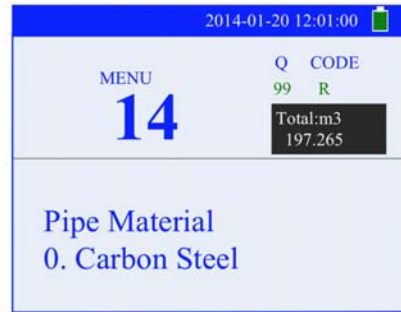 2014-01-20 12:01:00
MENU
14
Q CODE
99 R
Total:m3
197.265
Pipe Material
0. Carbon Steel